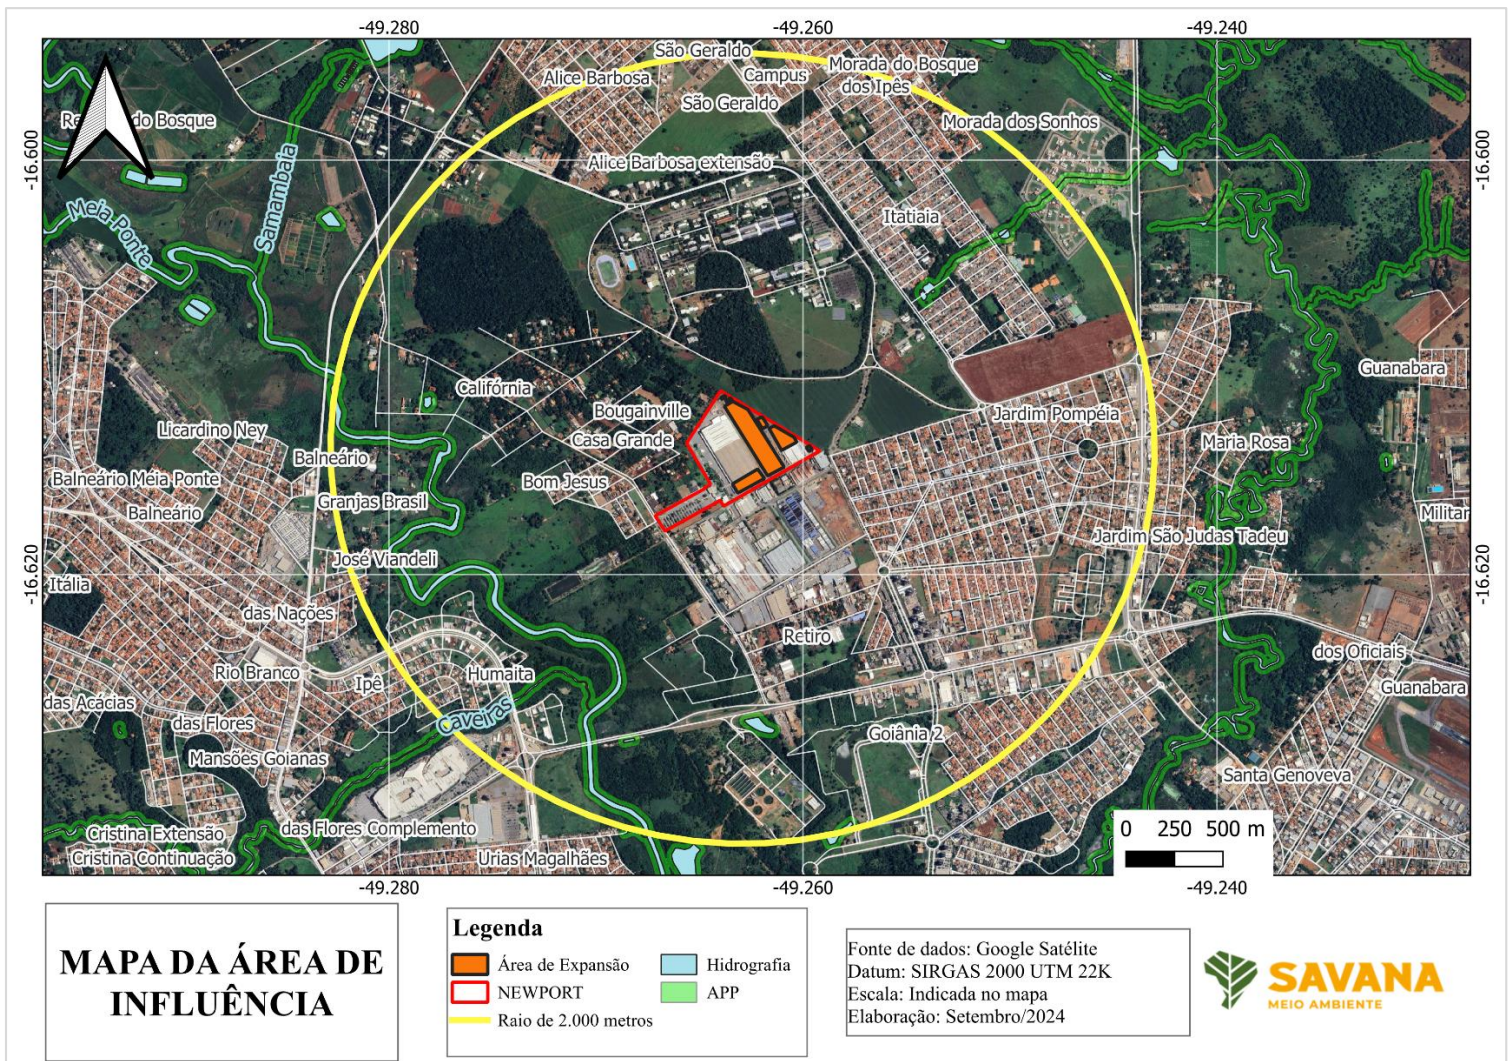 -49.280
-49.260
-49.240
São Geraldo
Morada do Bosque
dos Ipês
Alice Barbosa
Campus
São Geraldo
do Bosque
Morada dos Sonhos
-16.600
-16.600
Alice Barbosa extensão
Samambaia
Meia Ponte
Itatiaia
Guanabara
Califórnia
Bougainville
Jardim Pompéia
Licardino Ney
Casa Grande
Maria Rosa
Balneário
Balneário Meia Ponte
Bom Jesus
Granjas Brasil
Balneário
Militar
Jardim São Judas Tadeu
José Viandeli
Itália
-16.620
-16.620
das Nações
Retiro
dos Oficiais
Rio Branco
Humaita
Ipê
Guanabara
das Acácias
Caveiras
das Flores
Goiânia 2
Mansões Goianas
Santa Genoveva
das Flores Complemento
Cristina Extensão
Cristina Continuação
Urias Magalhães
0 250 500 m
-49.280
-49.260
-49.240
MAPA DA ÁREA DE
INFLUÊNCIA
Legenda
Área de Expansão
Hidrografia
NEWPORT
APP
Raio de 2.000 metros
Fonte de dados: Google Satélite
Datum: SIRGAS 2000 UTM 22K
Escala: Indicada no mapa
Elaboração: Setembro/2024
SAVANA
MEIO AMBIENTE